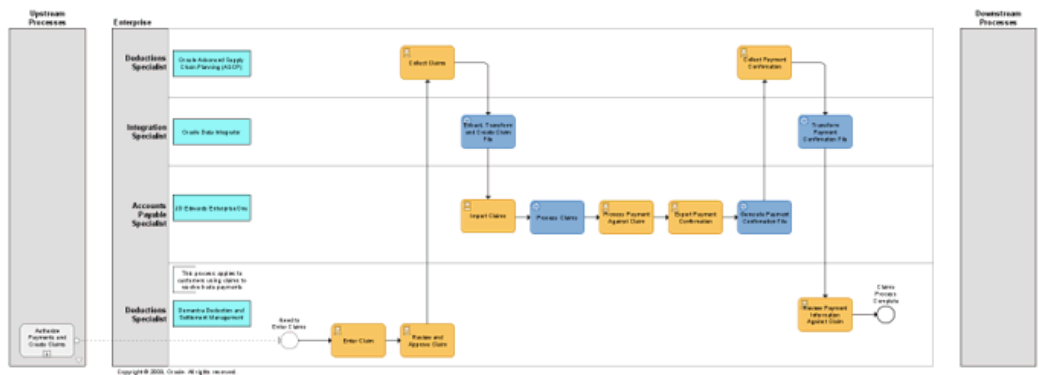 Upstream
Processes
Enterprise
Downstream
Processes
Deductions
Specialist
Oracle Advanced Supply
Chain Planning (ASCP)
Collect Claims
Collect Payment
Confirmation
Integration
Specialist
Oracle Data Integrator
Extract, Transform
and Create Claim
File
Transform
Payment
Confirmation File
Accounts
Payable
Specialist
JD Edwards EnterpriseOne
Import Claims
Process Claims
Process Payment
Against Claim
Export Payment
Confirmation
Generate Payment
Confirmation File
This process applies to
customers using claims to
resolve trade payments
Deductions
Specialist
Demantra Deduction and
Settlement Management
Authorize
Payments and
Create Claims
Need to
Enter Claims
Enter Claim
Review and
Approve Claim
Review Payment
Information
Against Claim
Claims
Process
Complete
Copyright © 2009, Oracle. All rights reserved.